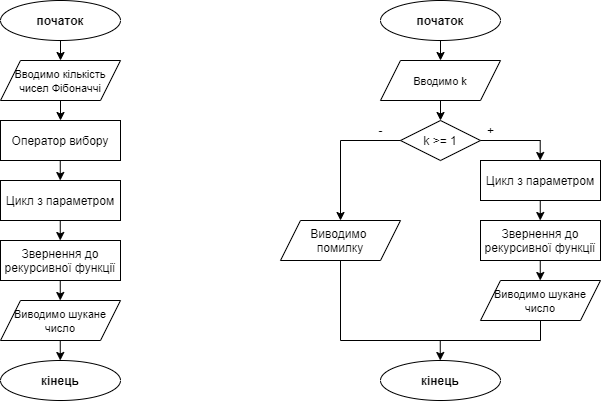 початок
Вводимо кількість
чисел Фібоначчі
Оператор вибору
Цикл з параметром
Звернення до
рекурсивної функції
Виводимо шукане
число
кінець
початок
Вводимо k
k >= 1
-
+
Виводимо
помилку
Цикл з параметром
Звернення до
рекурсивної функції
Виводимо шукане
число
кінець